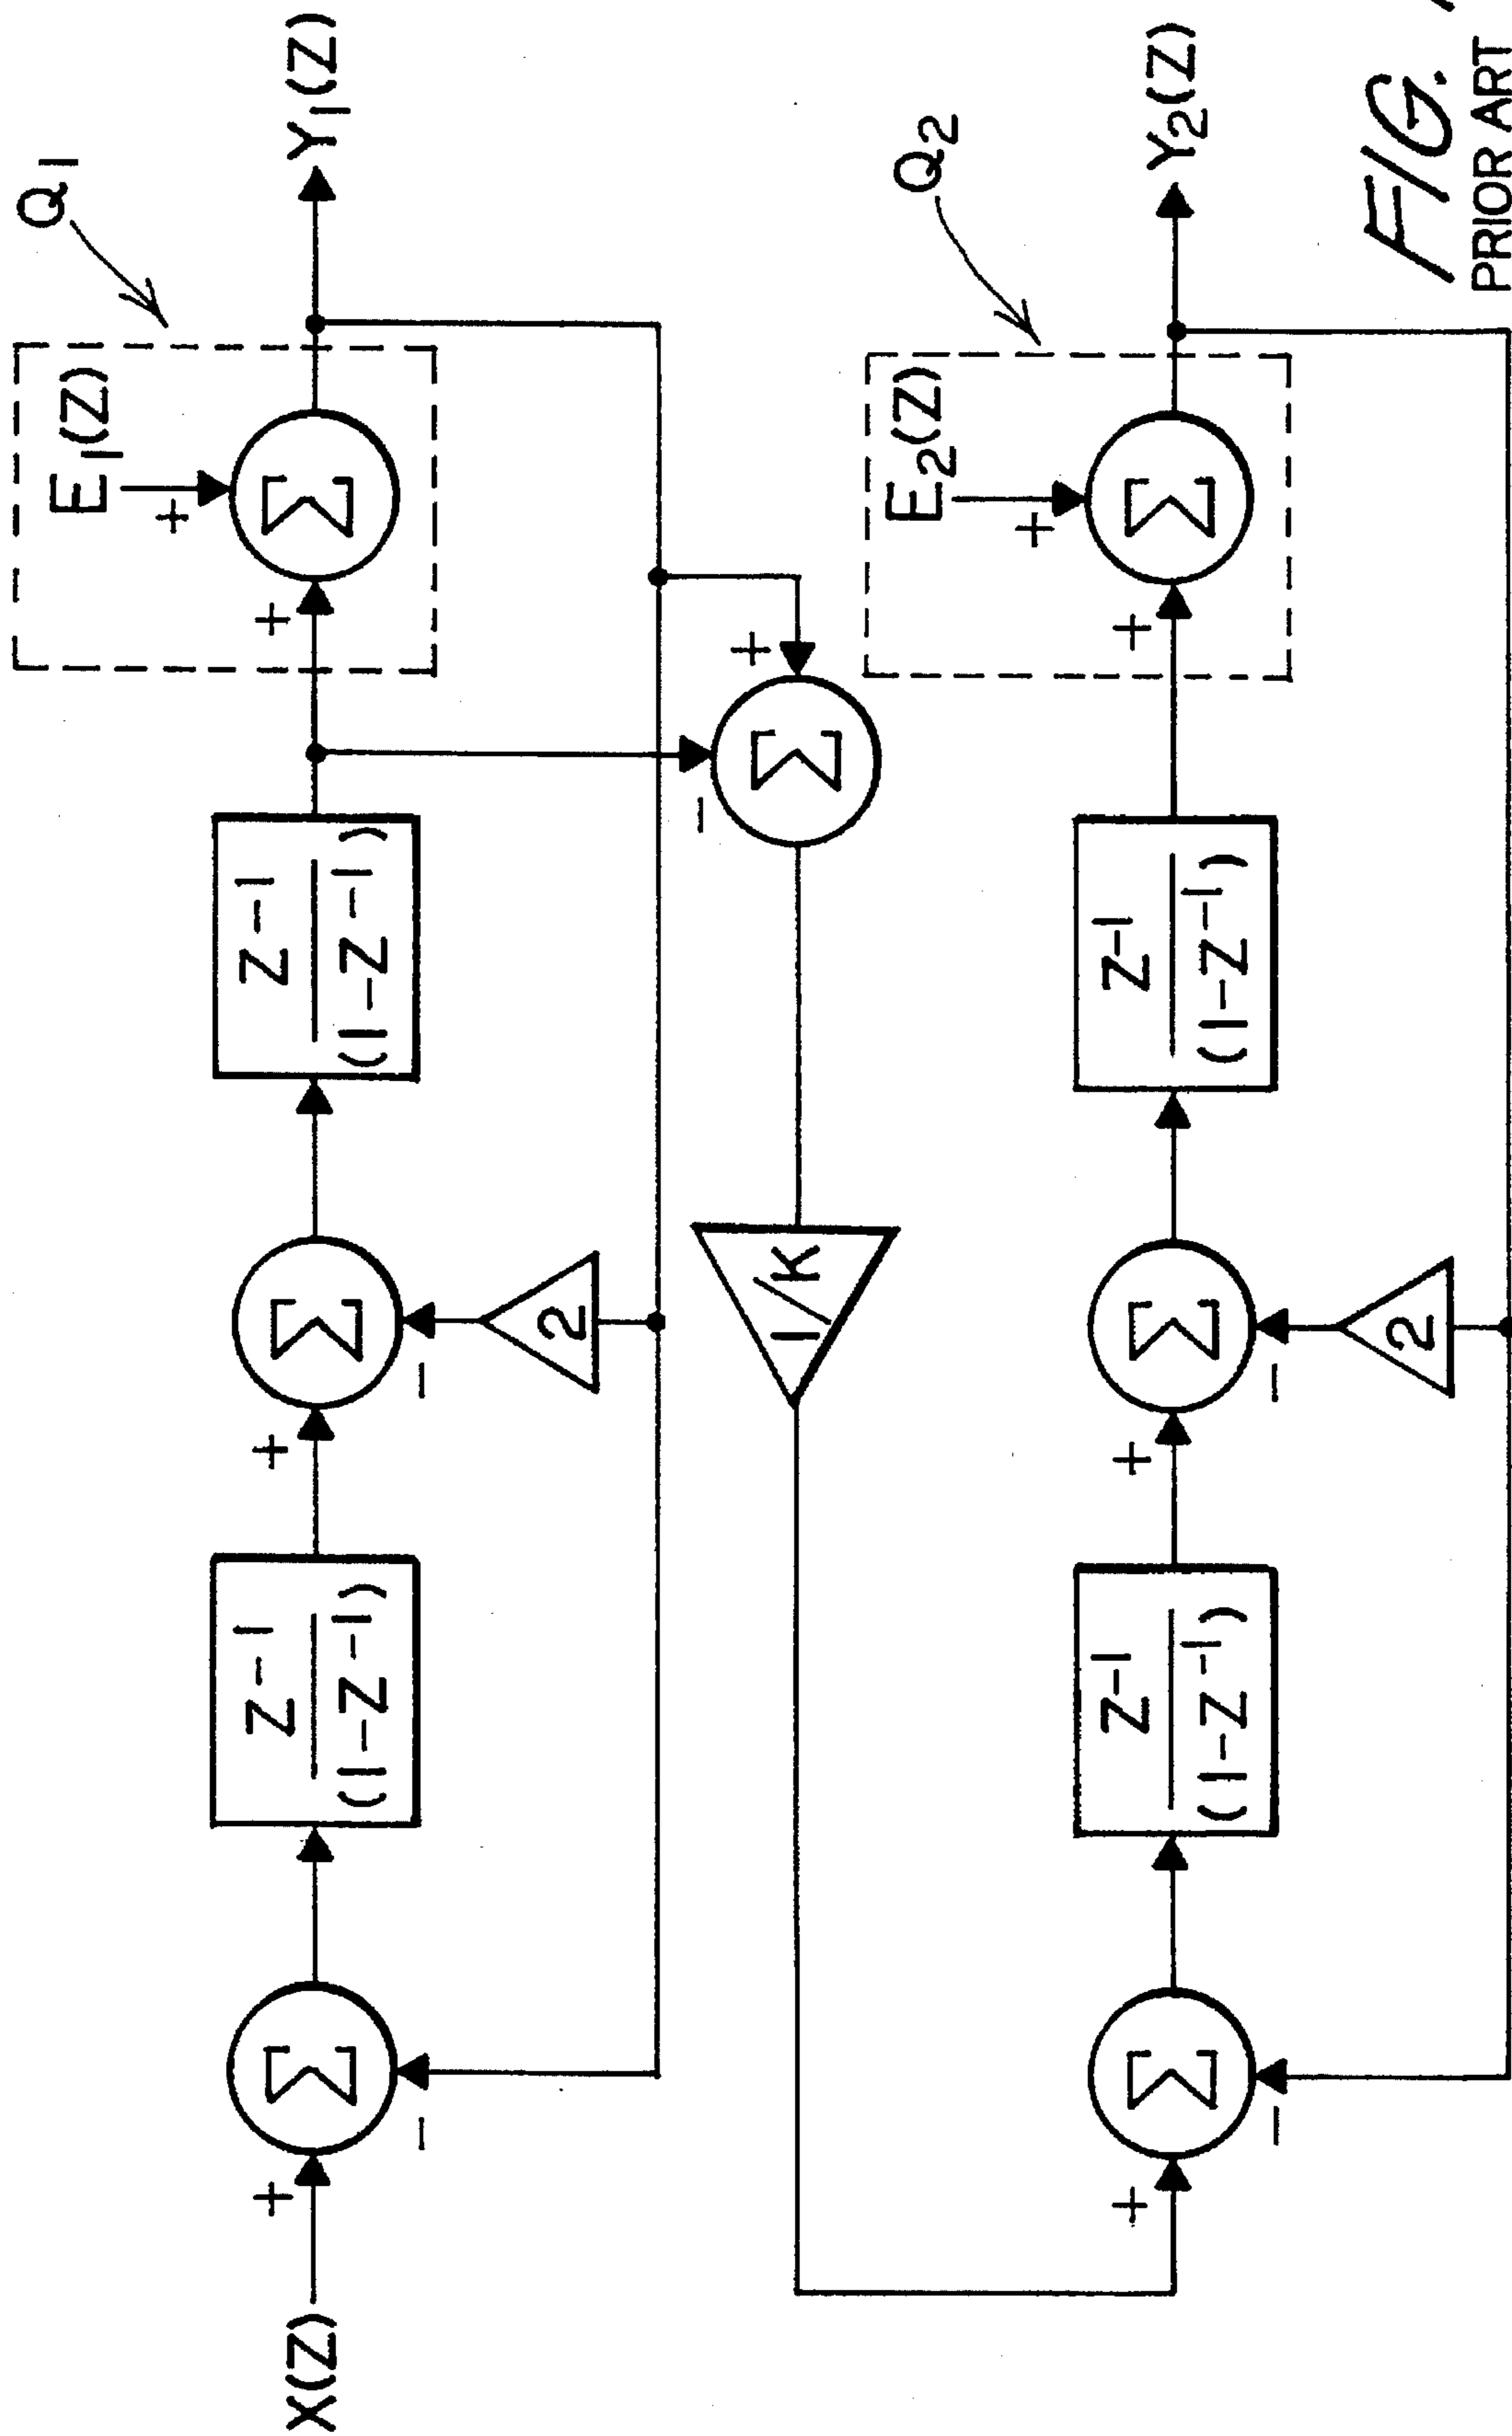 Q1
E1(Z)
+
X(Z)
+
Σ
Z−1
(1−Z−1)
+
Σ
Z−1
(1−Z−1)
+
Σ
Y1(Z)
−
−
2
−
+
Σ
1/K
Q2
E2(Z)
+
+
Σ
Z-1
(1−Z-1)
+
Σ
Z-1
(1−Z-1)
+
Σ
Y2(Z)
−
−
2
FIG.
PRIOR ART